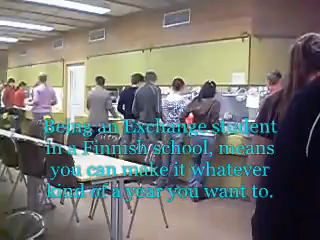 Being an Exchange student
in a Finnish school, means
you can make it whatever
kind of a year you want to.